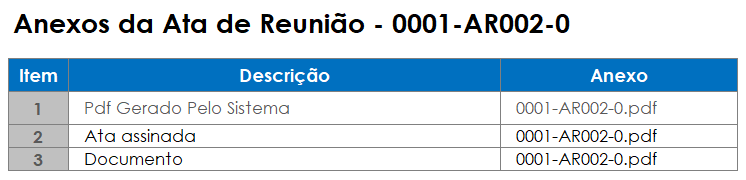 Anexos da Ata de Reunião - 0001-AR002-0
Item Descrição Anexo
1 Pdf Gerado Pelo Sistema 0001-AR002-0.pdf
2 Ata assinada 0001-AR002-0.pdf
3 Documento 0001-AR002-0.pdf